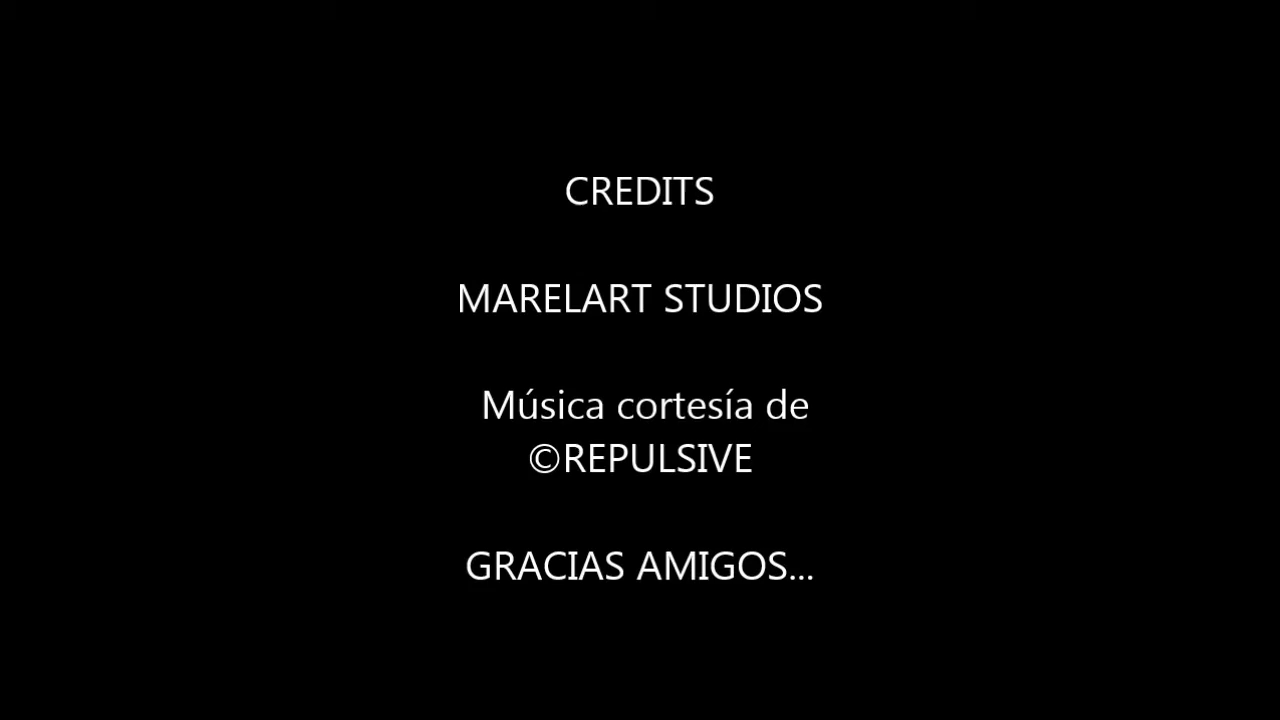 CREDITS
MARELART STUDIOS
Música cortesía de
©REPULSIVE
GRACIAS AMIGOS...